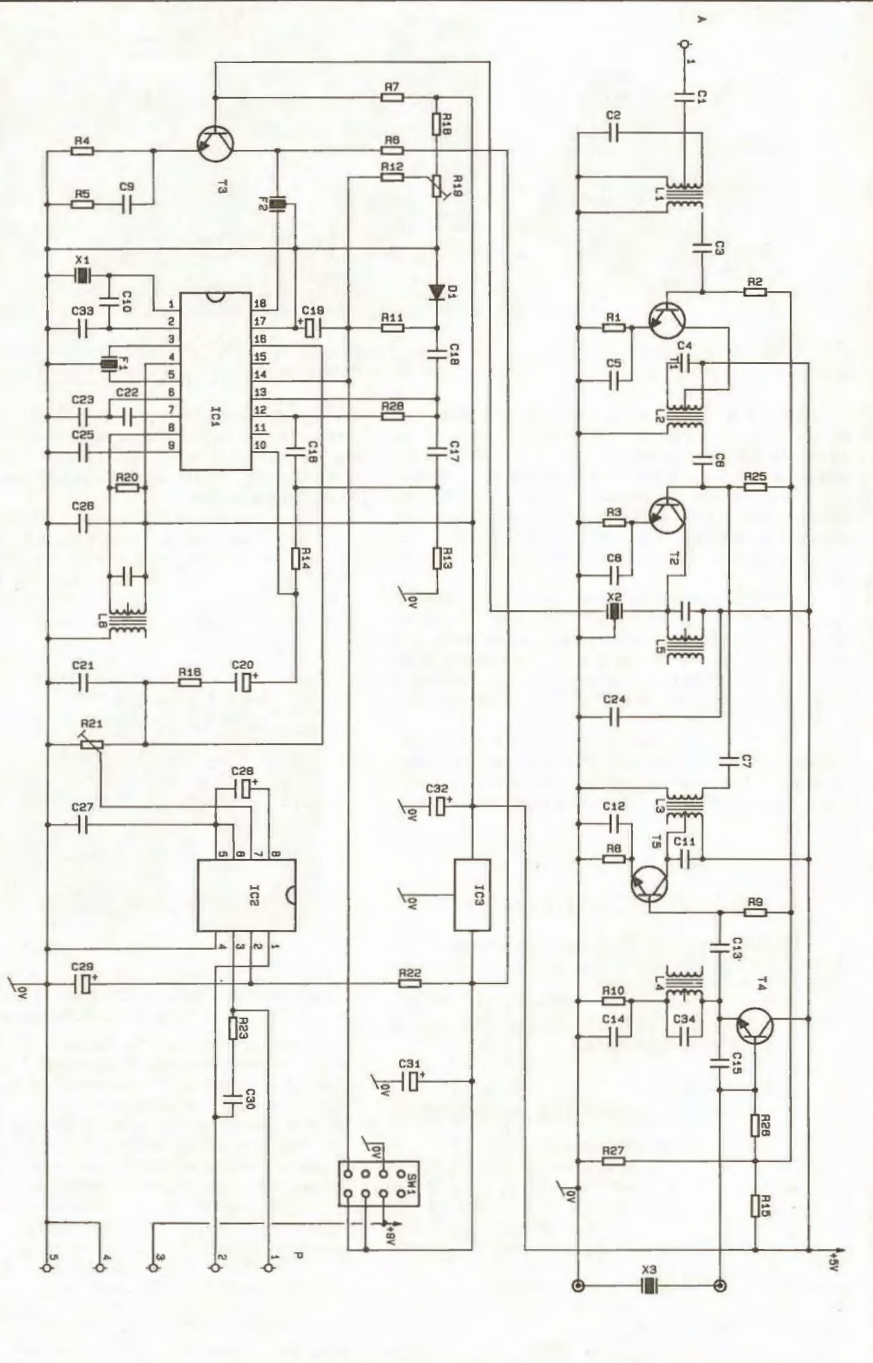 A
1
C1
C2
L1
C3
R2
R1
C5
C4
T1
L2
C6
R25
R3
C8
T2
X2
L5
C24
C7
L3
C12
R8
T5
C11
R9
C13
L4
R10
C14
C34
T4
C15
R26
R27
0V
R15
+5V
X3
R7
R18
R4
R6
R12
R19
R5
C9
T3
F2
X1
C10
C33
F1
1
2
3
4
5
6
7
8
9
18
17
16
15
14
13
12
11
10
IC1
C19
D1
R11
C18
C23
C22
C25
R28
C17
C16
R20
C26
R14
R13
0V
L6
C21
R16
C20
+
R21
C28
+
C27
C32
+
0V
5
6
7
8
IC2
4
3
2
1
IC3
0V
C29
+
0V
R22
R23
C30
C31
+
0V
0V
SW1
+9V
P
5
4
3
2
1